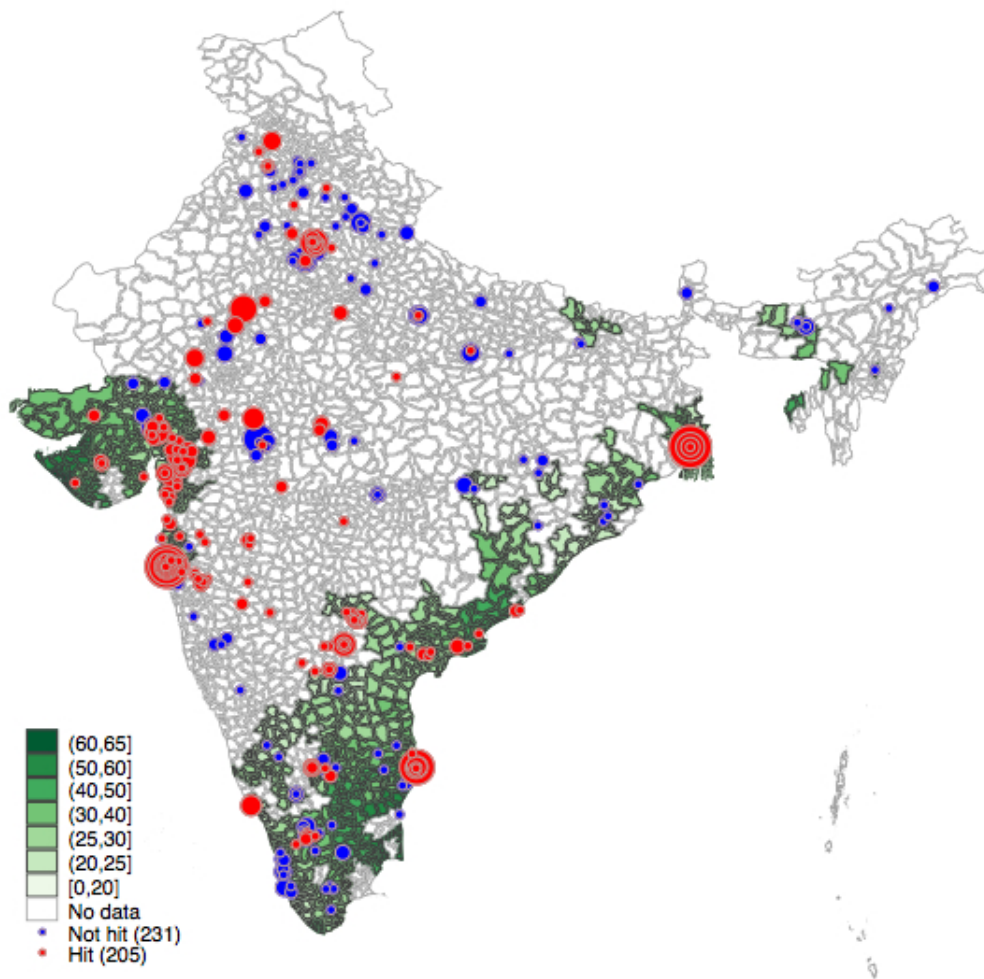 (60,65]
(50,60]
(40,50]
(30,40]
(25,30]
(20,25]
[0,20]
No data
Not hit (231)
Hit (205)